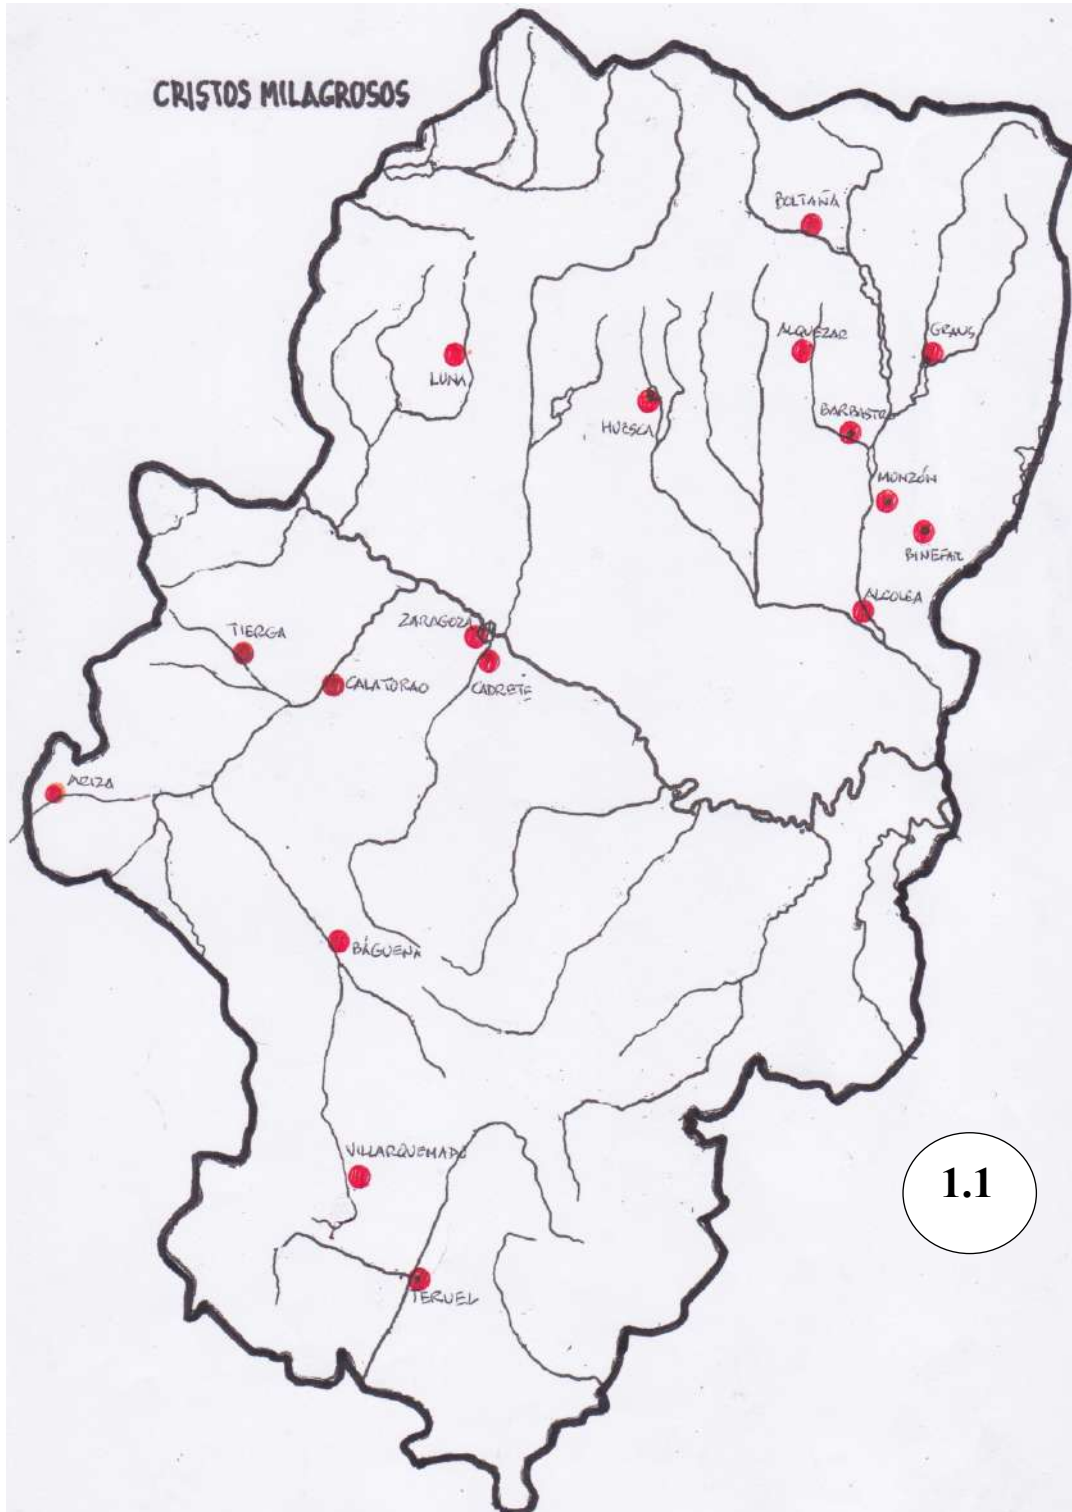 CRISTOS MILAGROSOS
BOLTAÑA
ALQUEZAR
GRAUS
LUNA
HUESCA
BARBASTRO
MONZÓN
BINEFAR
ALCOLEA
ZARAGOZA
TIERGA
CALATORAO
CADRETE
ARIZA
BÁGUENA
VILLARQUEMADO
1.1
TERUEL